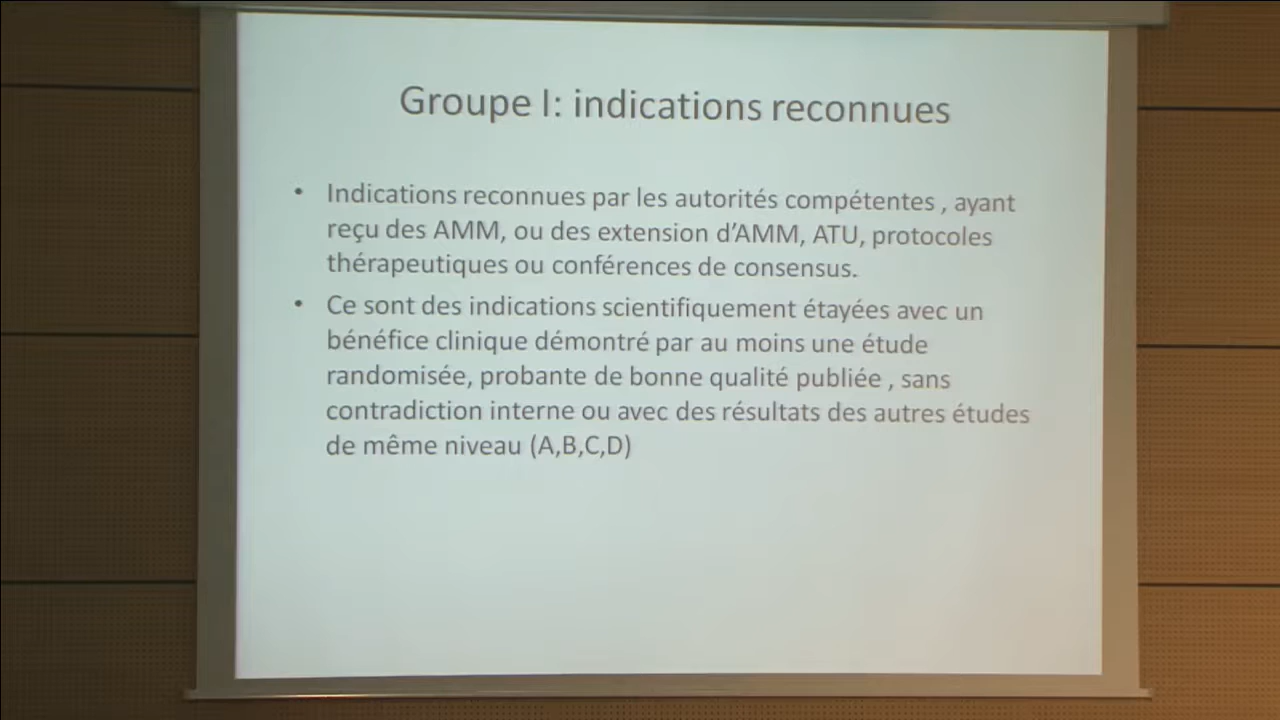 Groupe I: indications reconnues
• Indications reconnues par les autorités compétentes , ayant
reçu des AMM, ou des extension d’AMM, ATU, protocoles
thérapeutiques ou conférences de consensus.
• Ce sont des indications scientifiquement étayées avec un
bénéfice clinique démontré par au moins une étude
randomisée, probante de bonne qualité publiée , sans
contradiction interne ou avec des résultats des autres études
de même niveau (A,B,C,D)